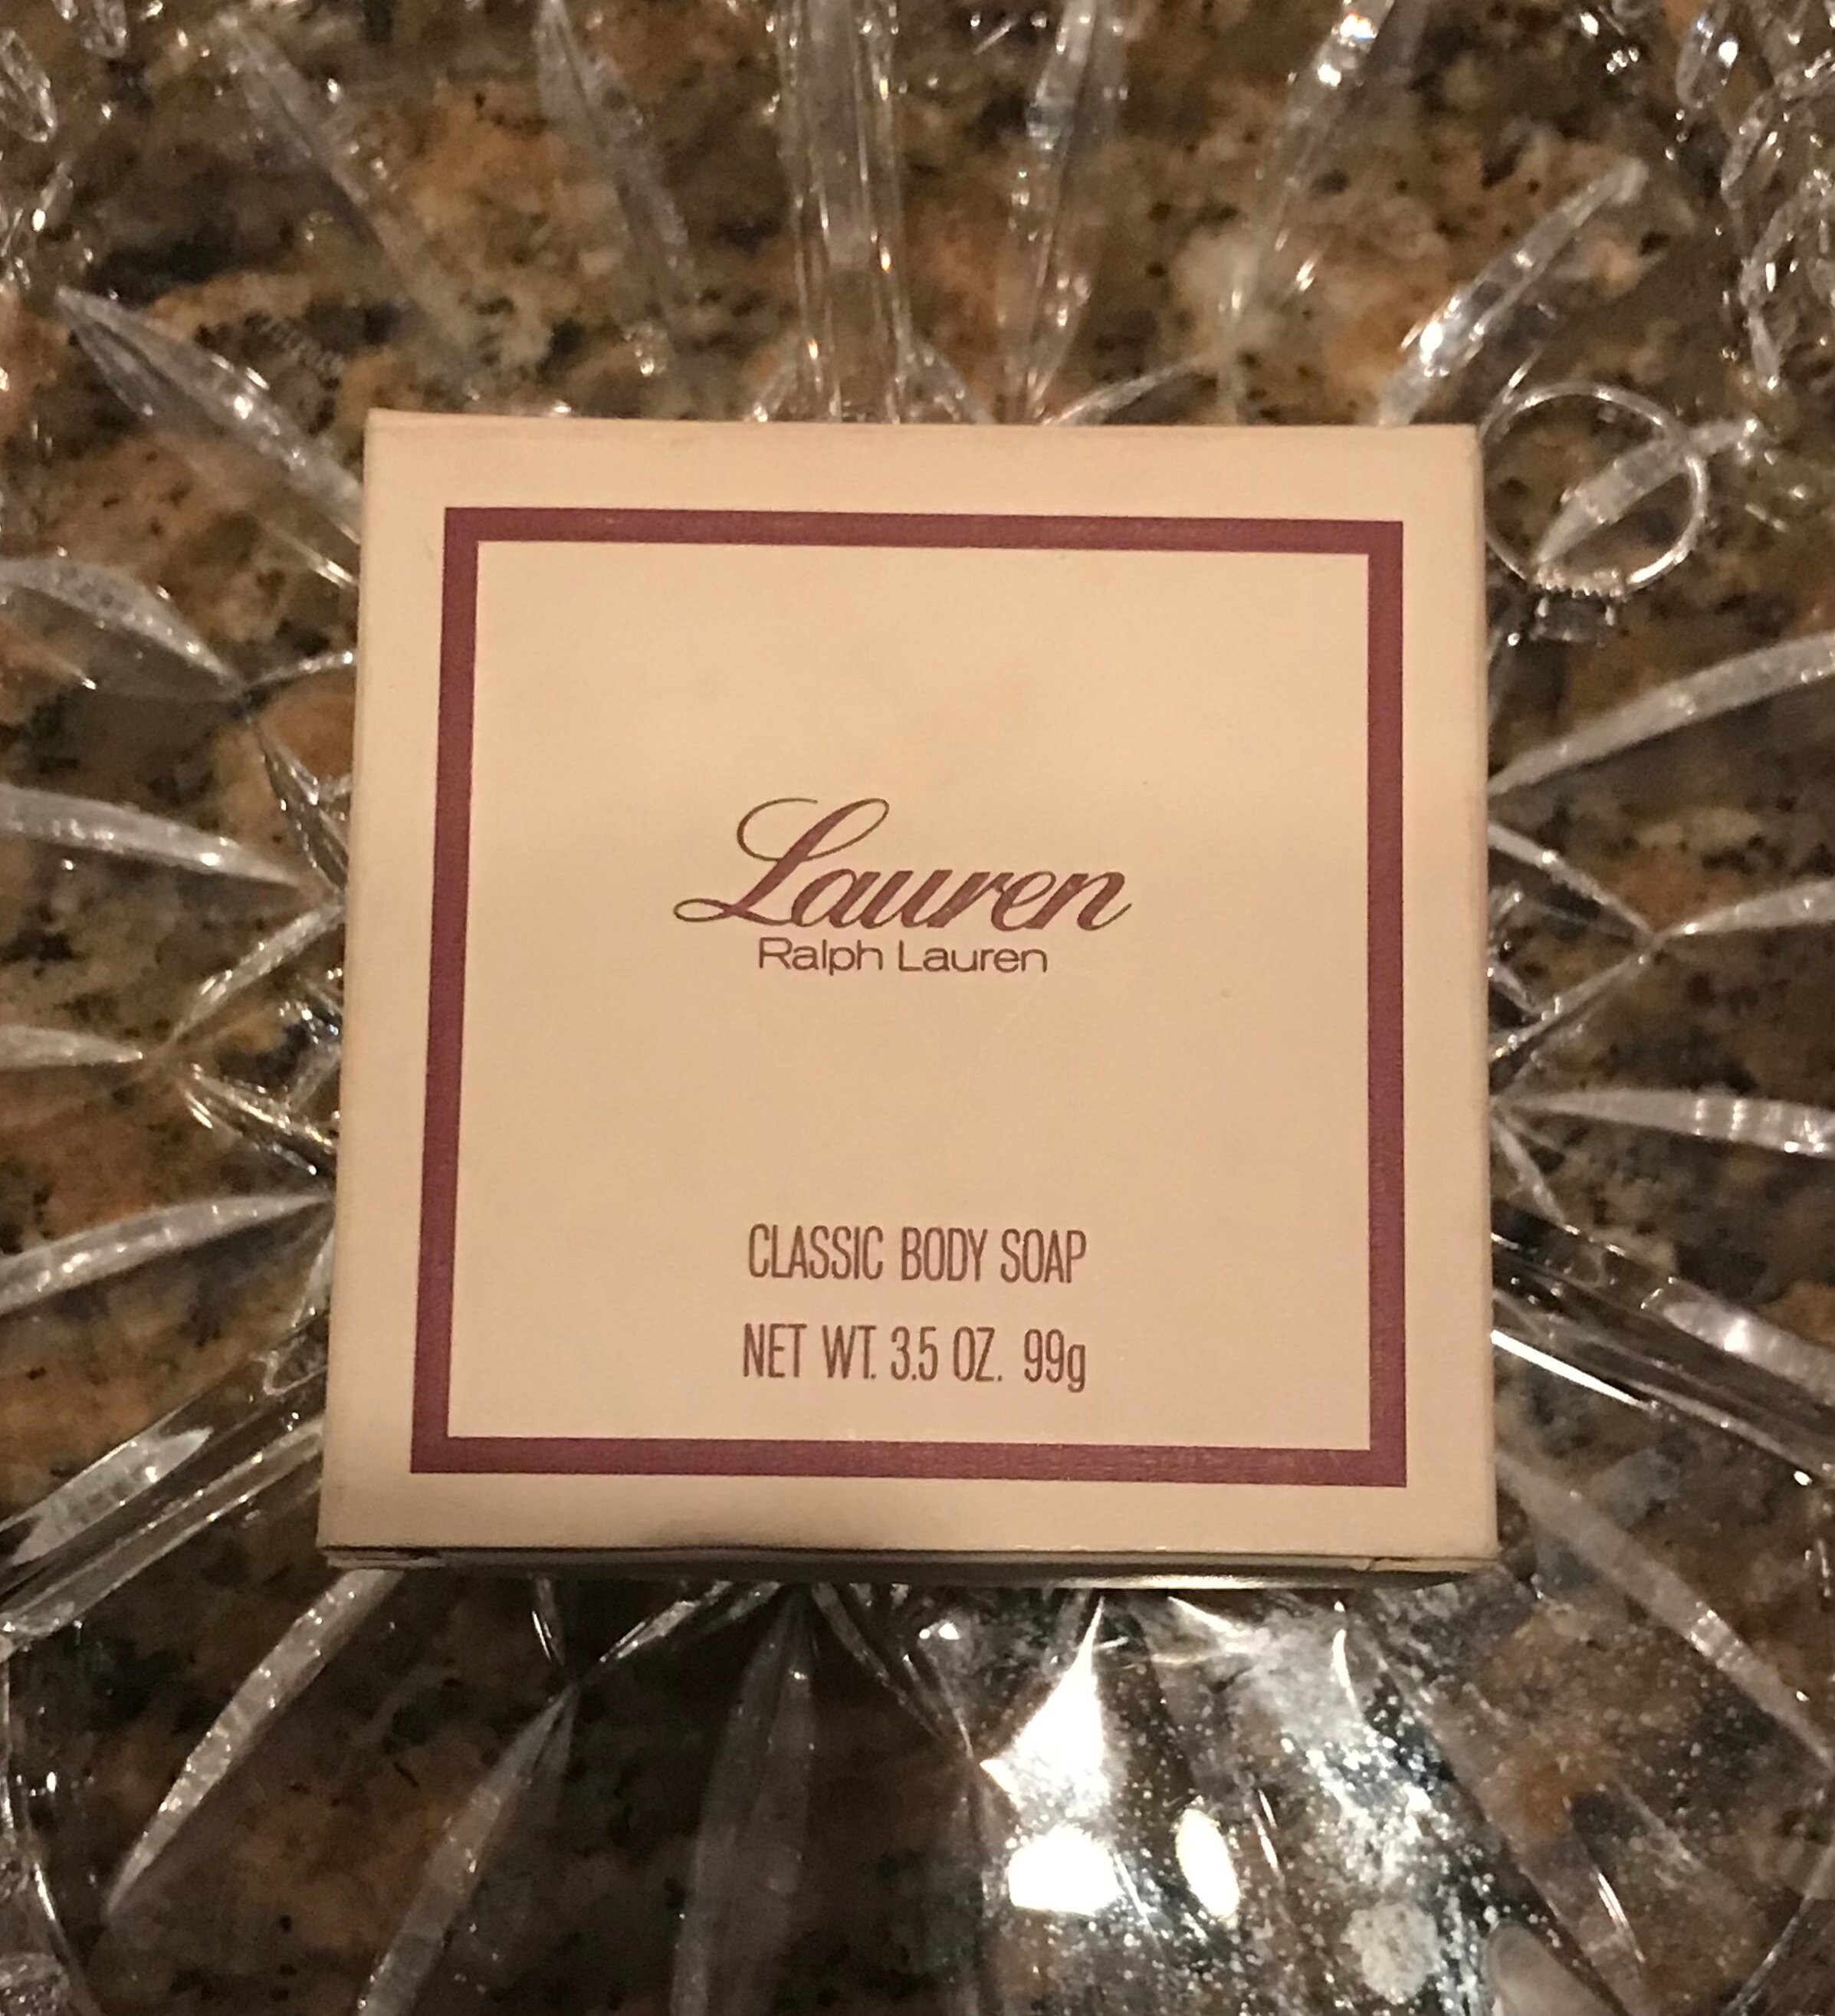 Lauren
Ralph Lauren
CLASSIC BODY SOAP
NET WT. 3.5 OZ. 99g